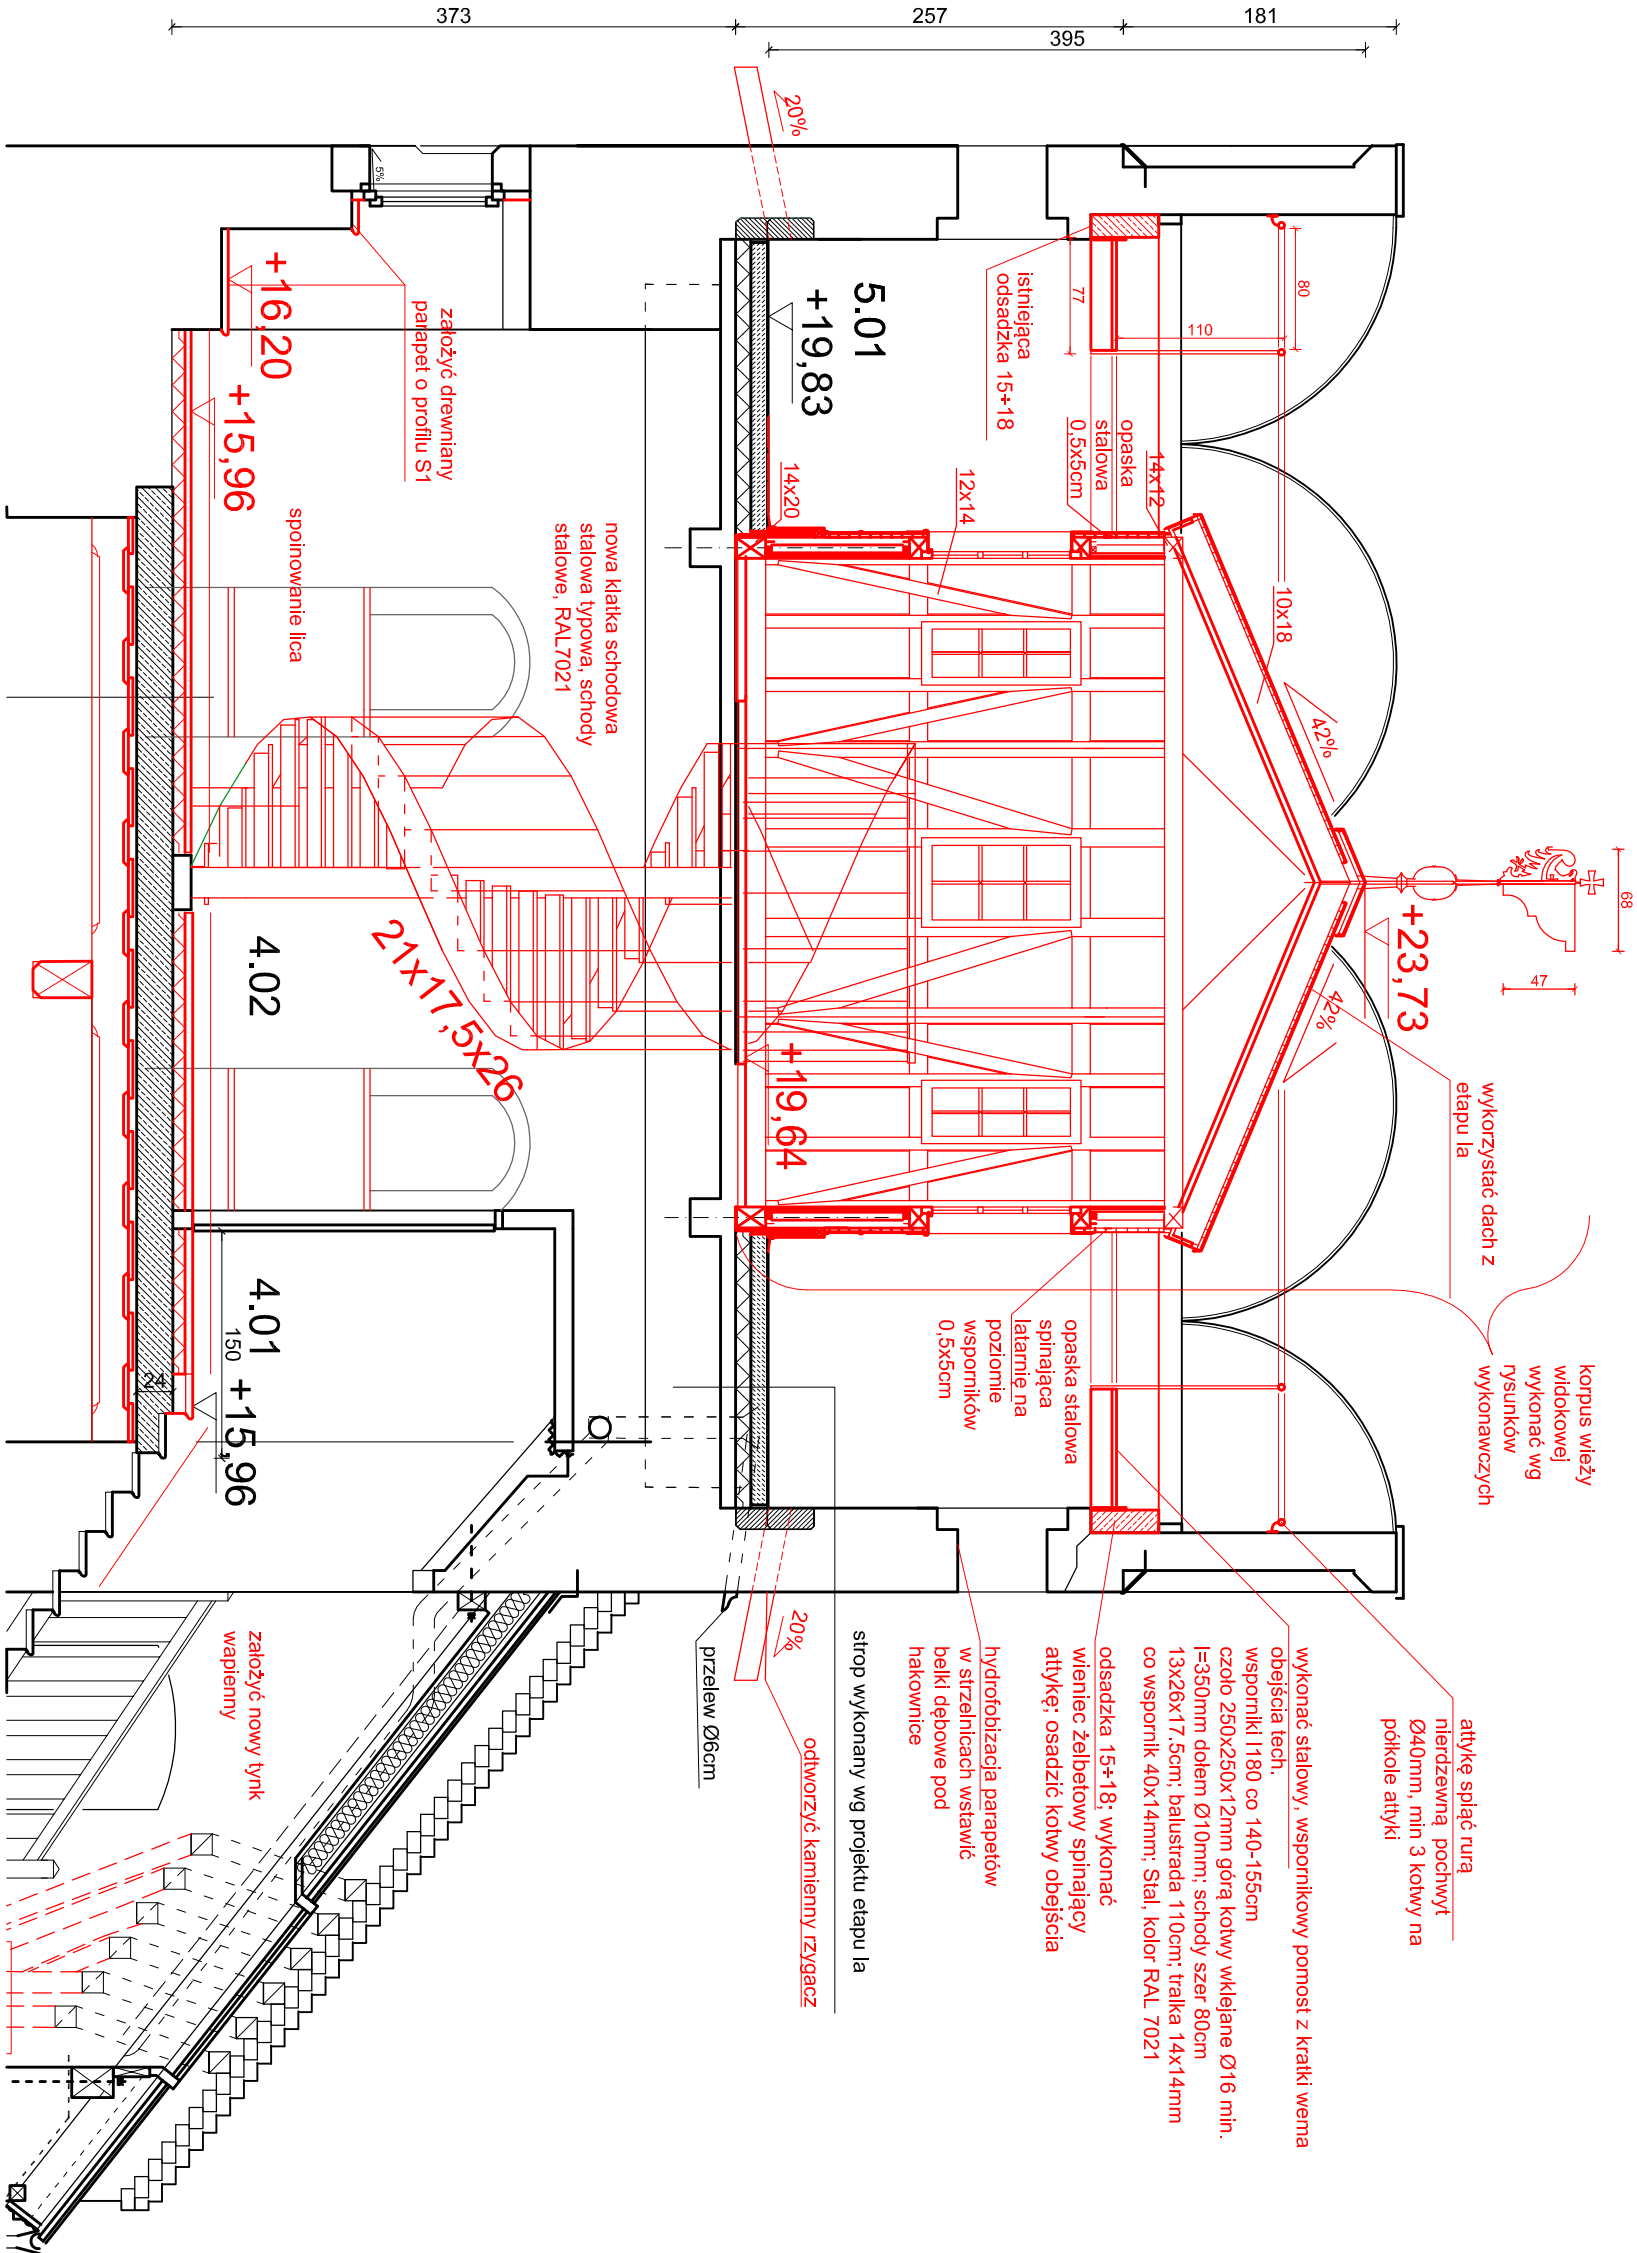 373
257
181
395
20%
5%
+16,20
założyć drewniany
parapet o profilu S1
+15,96
spoinowanie lica
nowa klatka schodowa
stalowa typowa, schody
stalowe, RAL7021
5.01
+19,83
istniejąca
odsadzka 15÷18
77
80
110
opaska
stalowa
0,5x5cm
14x12
12x14
14x20
10x18
42%
68
47
+23,73
42%
wykorzystać dach z
etapu Ia
korpus wieży
widokowej
wykonać wg
rysunków
wykonawczych
21x17,5x26
4.02
+19,64
4.01
150
+15,96
24
opaska stalowa
spinająca
latarnię na
poziomie
wsporników
0,5x5cm
attykę spiąć rurą
nierdzewną pochwyt
Ø40mm, min 3 kotwy na
półkole attyki
wykonać stalowy, wspornikowy pomost z kratki wema
obejścia tech.
wsporniki I180 co 140-155cm
czoło 250x250x12mm górą kotwy wklejane Ø16 min.
l=350mm dołem Ø10mm; schody szer 80cm
13x26x17.5cm; balustrada 110cm; tralka 14x14mm
co wspornik 40x14mm; Stal, kolor RAL 7021
odsadzka 15÷18; wykonać
wieniec żelbetowy spinający
attykę; osadzić kotwy obejścia
hydrofobizacja parapetów
w strzelnicach wstawić
belki dębowe pod
hakownice
strop wykonany wg projektu etapu Ia
20%
odtworzyć kamienny rzygacz
przelew Ø6cm
założyć nowy tynk
wapienny